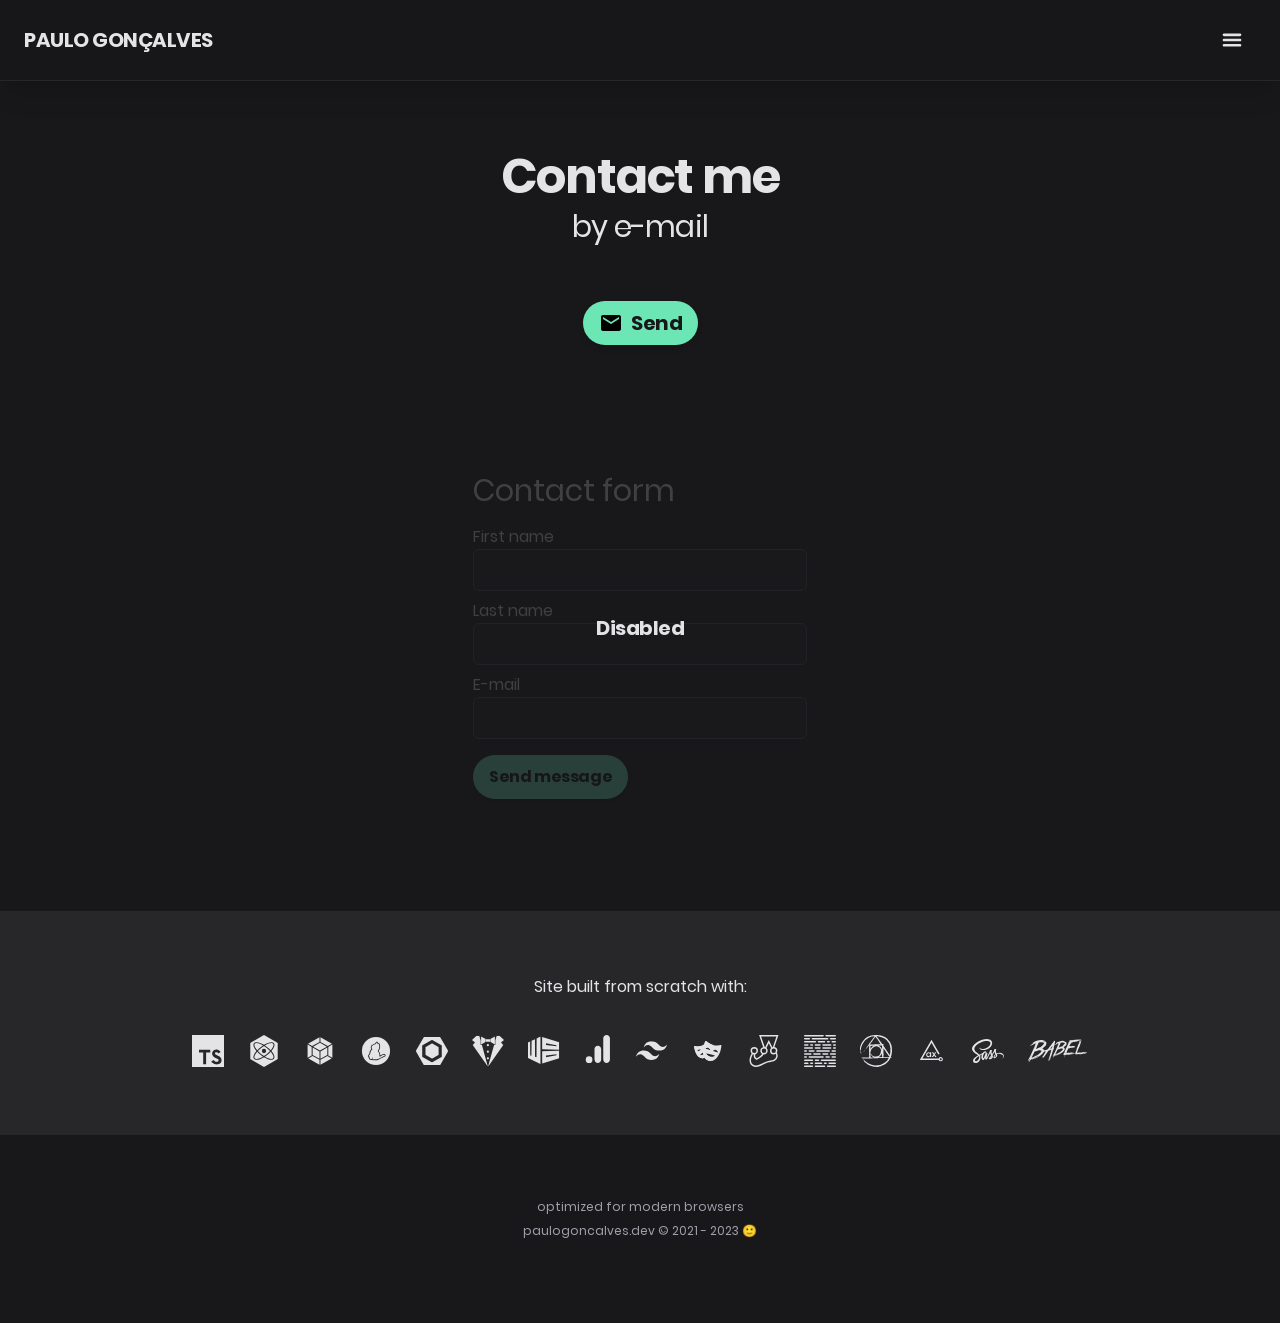 PAULO GONÇALVES
Contact me
by e-mail
Send
Contact form
First name
Last name
Disabled
E-mail
Send message
Site built from scratch with:
TS
ax
Sass
BABEL
optimized for modern browsers
paulogoncalves.dev © 2021 - 2023 🙂